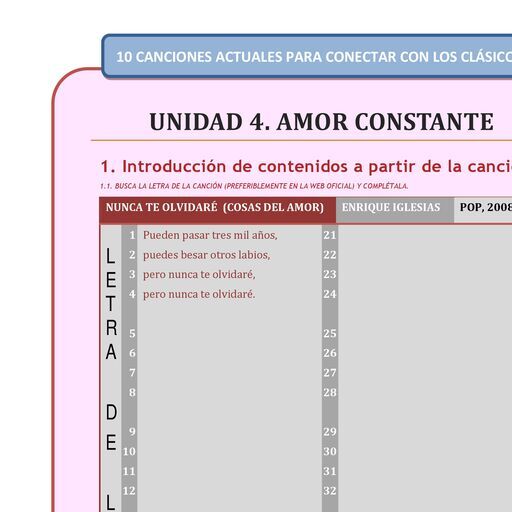 10 CANCIONES ACTUALES PARA CONECTAR CON LOS CLÁSICO
UNIDAD 4. AMOR CONSTANTE
1. Introducción de contenidos a partir de la canci
1.1. BUSCA LA LETRA DE LA CANCIÓN (PREFERIBLEMENTE EN LA WEB OFICIAL) Y COMPLÉTALA.
NUNCA TE OLVIDARÉ (COSAS DEL AMOR) ENRIQUE IGLESIAS POP, 2008
LETRA DE L
1 Pueden pasar tres mil años, 21
2 puedes besar otros labios, 22
3 pero nunca te olvidaré, 23
4 pero nunca te olvidaré. 24
5 25
6 26
7 27
8 28
9 29
10 30
11 31
12 32